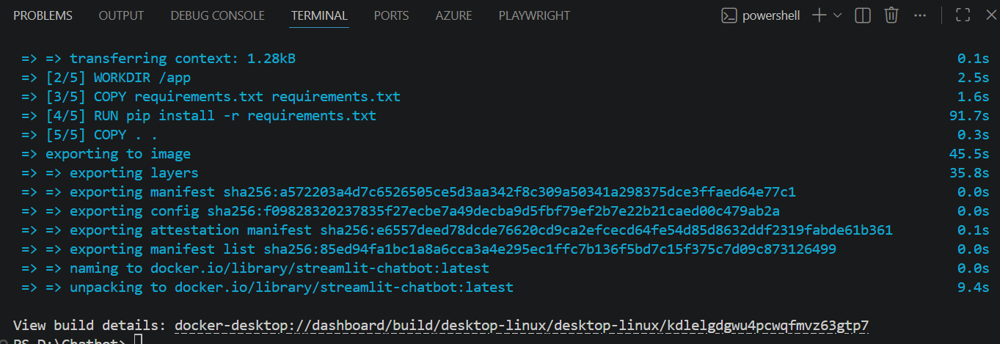 PROBLEMS OUTPUT DEBUG CONSOLE TERMINAL PORTS AZURE PLAYWRIGHT powershell
=> => transferring context: 1.28kB 0.1s
=> [2/5] WORKDIR /app 2.5s
=> [3/5] COPY requirements.txt requirements.txt 1.6s
=> [4/5] RUN pip install -r requirements.txt 91.7s
=> [5/5] COPY . . 0.3s
=> exporting to image 45.5s
=> => exporting layers 35.8s
=> => exporting manifest sha256:a572203a4d7c6526505ce5d3aa342f8c309a50341a298375dce3ffaed64e77c1 0.0s
=> => exporting config sha256:f09828320237835f27ecbe7a49decba9d5fbf79ef2b7e22b21caed00c479ab2a 0.0s
=> => exporting attestation manifest sha256:e6557deed78dcde76620cd9ca2efcecd64fe54d85d8632ddf2319fabde61b361 0.1s
=> => exporting manifest list sha256:85ed94fa1bc1a8a6cca3a4e295ec1ffc7b136f5bd7c15f375c7d09c873126499 0.0s
=> => naming to docker.io/library/streamlit-chatbot:latest 0.0s
=> => unpacking to docker.io/library/streamlit-chatbot:latest 9.4s
View build details: docker-desktop://dashboard/build/desktop-linux/desktop-linux/kdlelgdgwu4pcwqfmvz63gtp7
PS D:\Chatbot>